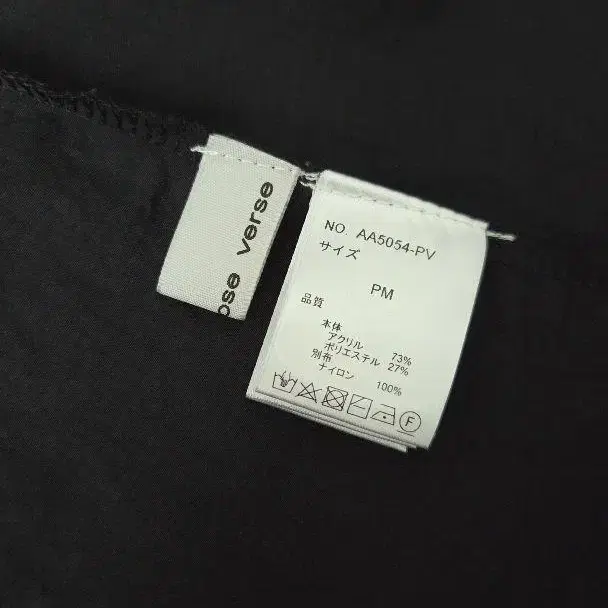 ose verse
NO. AA5054-PV
サイズ
PM
品質
本体
アクリル 73%
ポリエステル 27%
別布
ナイロン 100%
F